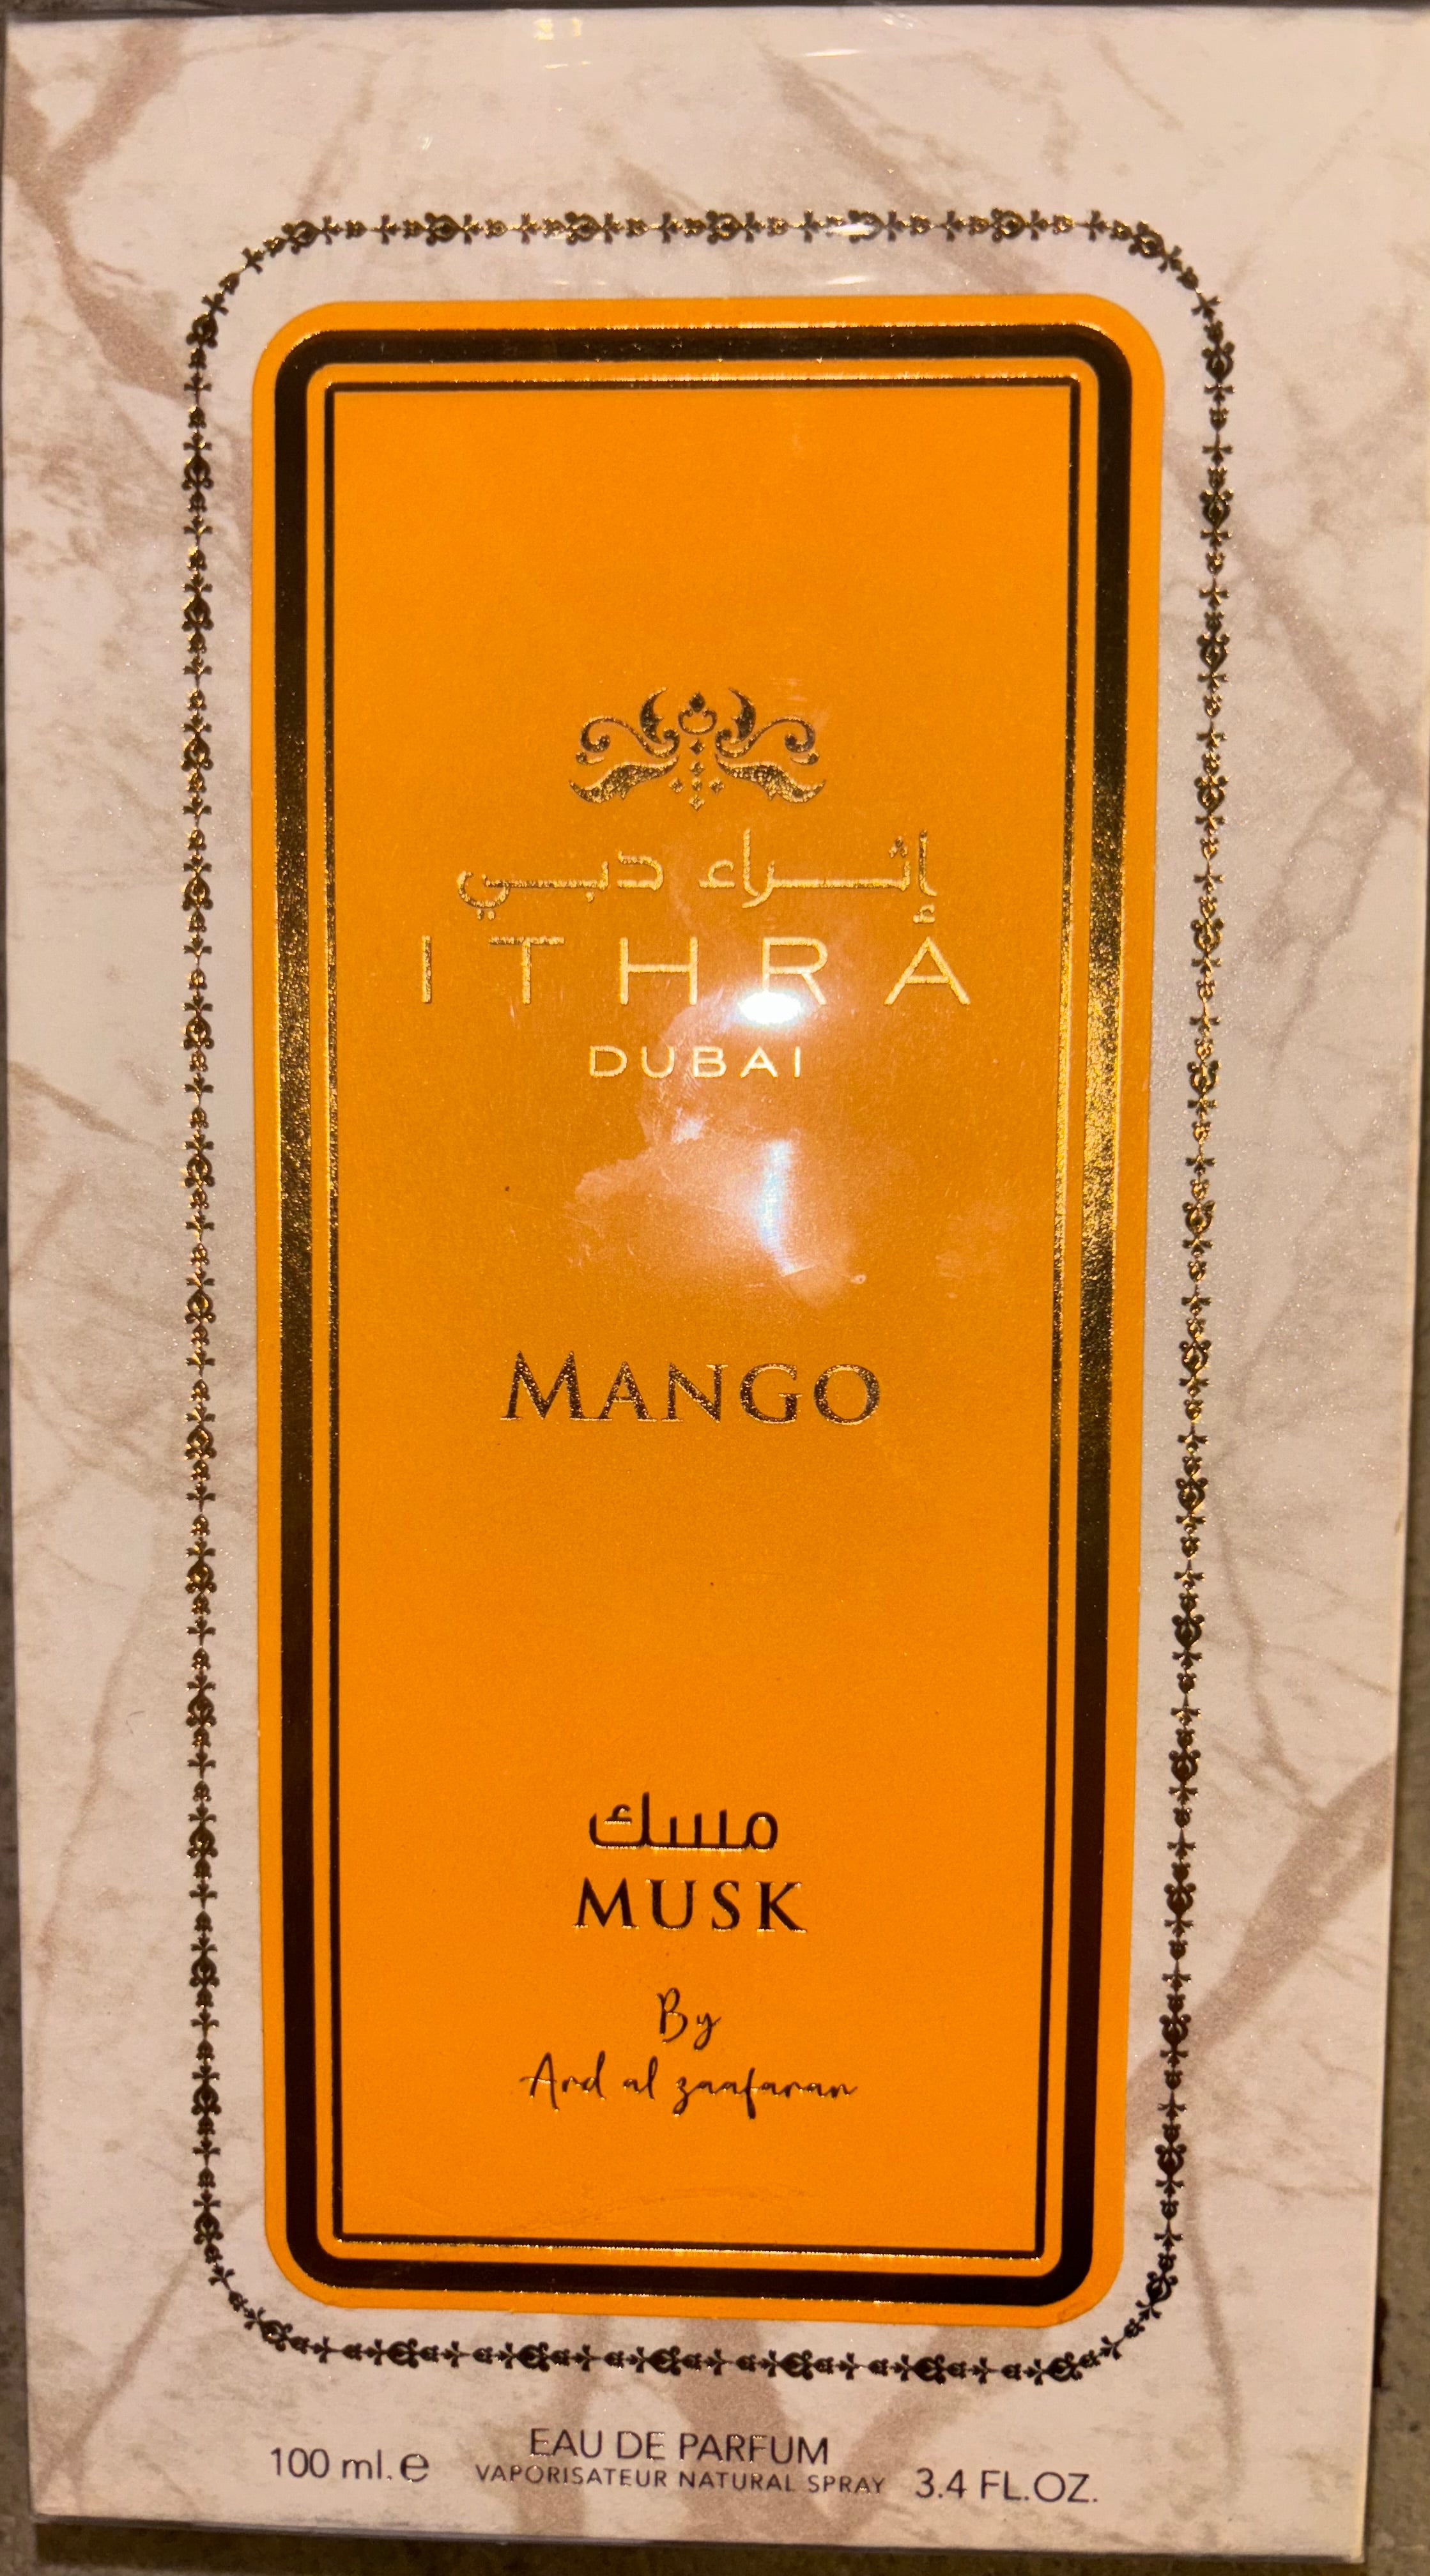 إثراء دبي
ITHRA
DUBAI
MANGO
مسك
MUSK
By
Ard al zaafaran
EAU DE PARFUM
100 ml.e VAPORISATEUR NATURAL SPRAY 3.4 FL.OZ.